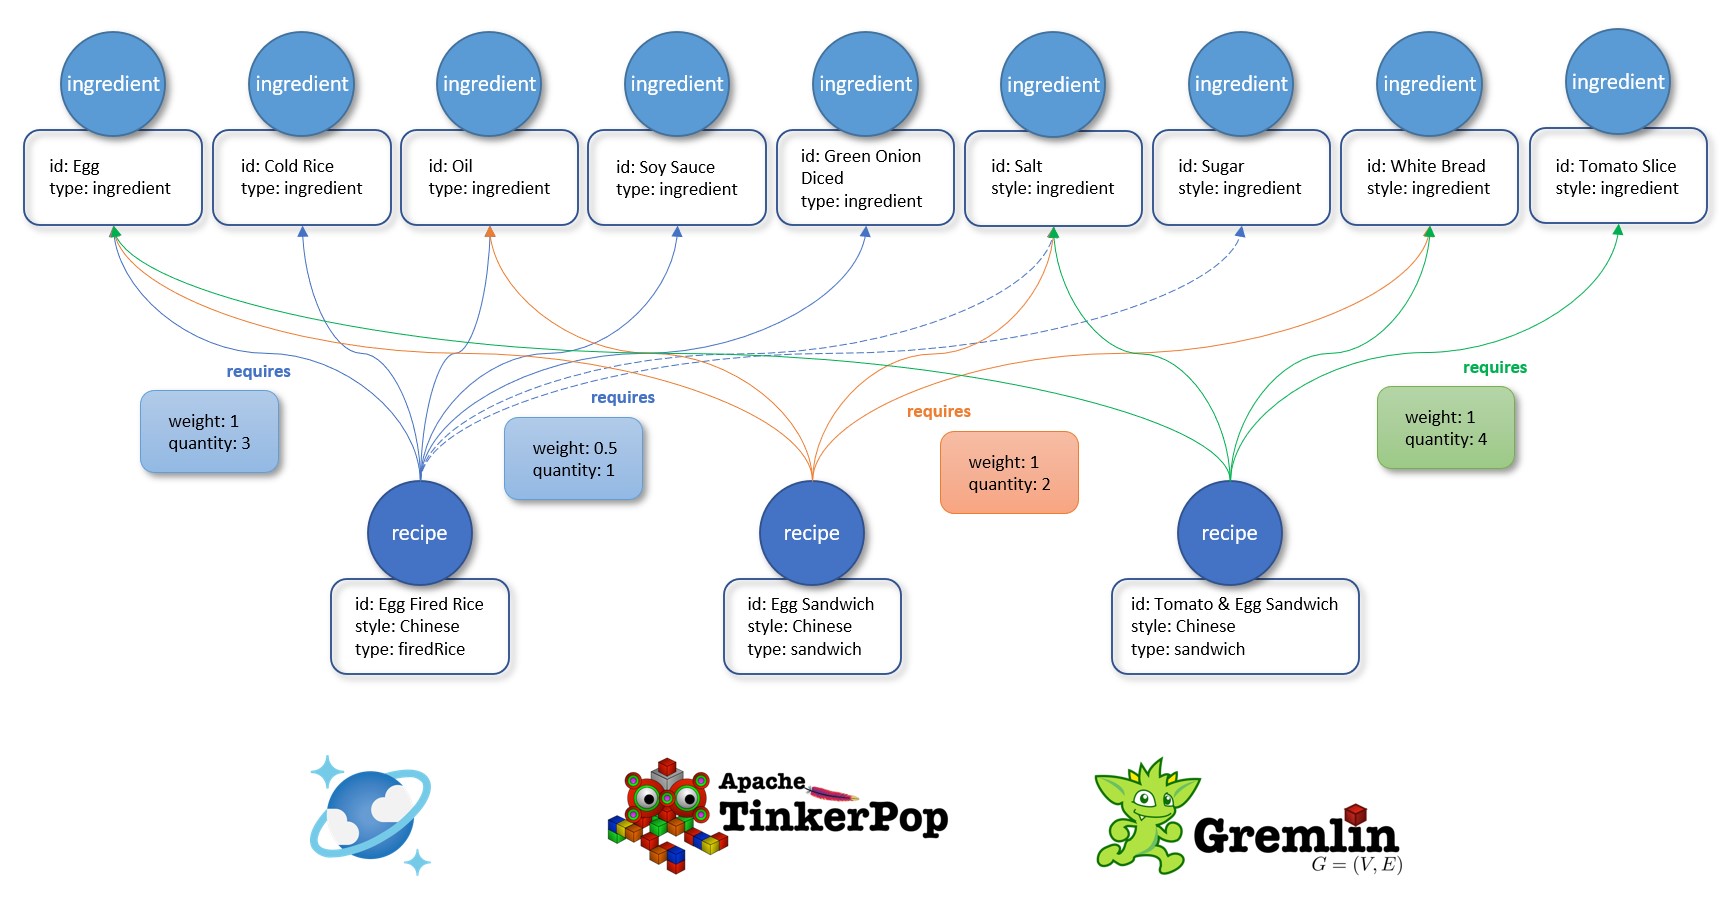 ingredient
ingredient
ingredient
ingredient
ingredient
ingredient
ingredient
ingredient
ingredient
id: Egg
type: ingredient
id: Cold Rice
type: ingredient
id: Oil
type: ingredient
id: Soy Sauce
type: ingredient
id: Green Onion
Diced
type: ingredient
id: Salt
style: ingredient
id: Sugar
style: ingredient
id: White Bread
style: ingredient
id: Tomato Slice
style: ingredient
requires
weight: 1
quantity: 3
requires
weight: 0.5
quantity: 1
requires
weight: 1
quantity: 2
requires
weight: 1
quantity: 4
recipe
recipe
recipe
id: Egg Fired Rice
style: Chinese
type: firedRice
id: Egg Sandwich
style: Chinese
type: sandwich
id: Tomato & Egg Sandwich
style: Chinese
type: sandwich
Apache
TinkerPop
Gremlin
G = (V, E)